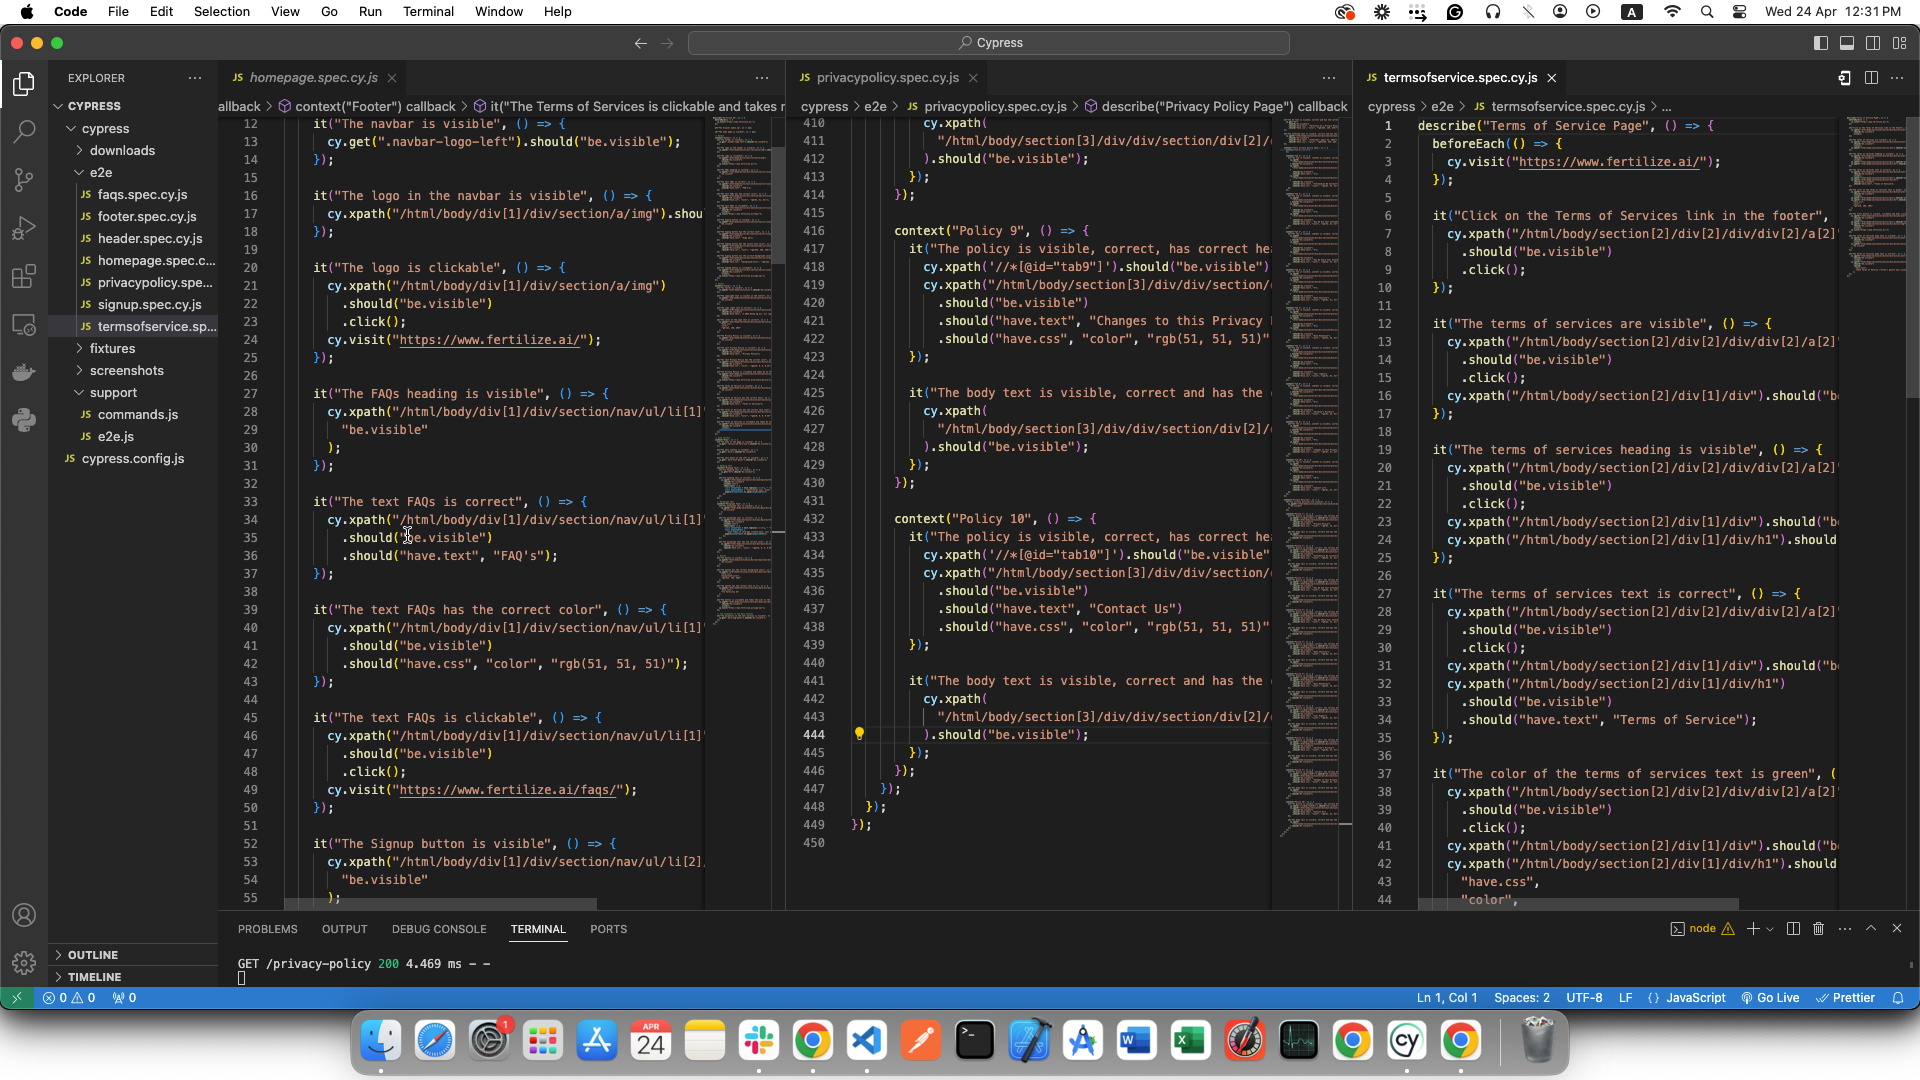 Code File Edit Selection View Go Run Terminal Window Help
A Wed 24 Apr 12:31 PM
Cypress
EXPLORER
CYPRESS
cypress
downloads
e2e
JS faqs.spec.cy.js
JS footer.spec.cy.js
JS header.spec.cy.js
JS homepage.spec.c...
JS privacypolicy.spe...
JS signup.spec.cy.js
JS termsofservice.sp...
fixtures
screenshots
support
JS commands.js
JS e2e.js
JS cypress.config.js
OUTLINE
TIMELINE
JS homepage.spec.cy.js
allback > context("Footer") callback > it("The Terms of Services is clickable and takes r
12 it("The navbar is visible", () => {
13 cy.get(".navbar-logo-left").should("be.visible");
14 });
15
16 it("The logo in the navbar is visible", () => {
17 cy.xpath("/html/body/div[1]/div/section/a/img").shou
18 });
19
20 it("The logo is clickable", () => {
21 cy.xpath("/html/body/div[1]/div/section/a/img")
22 .should("be.visible")
23 .click();
24 cy.visit("https://www.fertilize.ai/");
25 });
26
27 it("The FAQs heading is visible", () => {
28 cy.xpath("/html/body/div[1]/div/section/nav/ul/li[1]"
29 "be.visible"
30 );
31 });
32
33 it("The text FAQs is correct", () => {
34 cy.xpath("/html/body/div[1]/div/section/nav/ul/li[1]"
35 .should("be.visible")
36 .should("have.text", "FAQ's");
37 });
38
39 it("The text FAQs has the correct color", () => {
40 cy.xpath("/html/body/div[1]/div/section/nav/ul/li[1]"
41 .should("be.visible")
42 .should("have.css", "color", "rgb(51, 51, 51)");
43 });
44
45 it("The text FAQs is clickable", () => {
46 cy.xpath("/html/body/div[1]/div/section/nav/ul/li[1]"
47 .should("be.visible")
48 .click();
49 cy.visit("https://www.fertilize.ai/faqs/");
50 });
51
52 it("The Signup button is visible", () => {
53 cy.xpath("/html/body/div[1]/div/section/nav/ul/li[2]
54 "be.visible"
55 );
JS privacypolicy.spec.cy.js
cypress > e2e > JS privacypolicy.spec.cy.js > describe("Privacy Policy Page") callback
410 cy.xpath(
411 "/html/body/section[3]/div/div/section/div[2]/
412 ).should("be.visible");
413 });
414 });
415
416 context("Policy 9", () => {
417 it("The policy is visible, correct, has correct hea
418 cy.xpath('//*[@id="tab9"]').should("be.visible")
419 cy.xpath("/html/body/section[3]/div/div/section/
420 .should("be.visible")
421 .should("have.text", "Changes to this Privacy
422 .should("have.css", "color", "rgb(51, 51, 51)"
423 });
424
425 it("The body text is visible, correct and has the
426 cy.xpath(
427 "/html/body/section[3]/div/div/section/div[2]/
428 ).should("be.visible");
429 });
430 });
431
432 context("Policy 10", () => {
433 it("The policy is visible, correct, has correct hea
434 cy.xpath('//*[@id="tab10"]').should("be.visible"
435 cy.xpath("/html/body/section[3]/div/div/section/
436 .should("be.visible")
437 .should("have.text", "Contact Us")
438 .should("have.css", "color", "rgb(51, 51, 51)"
439 });
440
441 it("The body text is visible, correct and has the
442 cy.xpath(
443 "/html/body/section[3]/div/div/section/div[2]/
444 ).should("be.visible");
445 });
446 });
447 });
448 });
449 });
450
JS termsofservice.spec.cy.js
cypress > e2e > JS termsofservice.spec.cy.js > ...
1 describe("Terms of Service Page", () => {
2 beforeEach(() => {
3 cy.visit("https://www.fertilize.ai/");
4 });
5
6 it("Click on the Terms of Services link in the footer",
7 cy.xpath("/html/body/section[2]/div[2]/div/div[2]/a[2]"
8 .should("be.visible")
9 .click();
10 });
11
12 it("The terms of services are visible", () => {
13 cy.xpath("/html/body/section[2]/div[2]/div/div[2]/a[2]"
14 .should("be.visible")
15 .click();
16 cy.xpath("/html/body/section[2]/div[1]/div").should("be
17 });
18
19 it("The terms of services heading is visible", () => {
20 cy.xpath("/html/body/section[2]/div[2]/div/div[2]/a[2]"
21 .should("be.visible")
22 .click();
23 cy.xpath("/html/body/section[2]/div[1]/div").should("be
24 cy.xpath("/html/body/section[2]/div[1]/div/h1").should
25 });
26
27 it("The terms of services text is correct", () => {
28 cy.xpath("/html/body/section[2]/div[2]/div/div[2]/a[2]"
29 .should("be.visible")
30 .click();
31 cy.xpath("/html/body/section[2]/div[1]/div").should("be
32 cy.xpath("/html/body/section[2]/div[1]/div/h1")
33 .should("be.visible")
34 .should("have.text", "Terms of Service");
35 });
36
37 it("The color of the terms of services text is green", (
38 cy.xpath("/html/body/section[2]/div[2]/div/div[2]/a[2]"
39 .should("be.visible")
40 .click();
41 cy.xpath("/html/body/section[2]/div[1]/div").should("be
42 cy.xpath("/html/body/section[2]/div[1]/div/h1").should
43 "have.css",
44 "color",
PROBLEMS OUTPUT DEBUG CONSOLE TERMINAL PORTS
node
GET /privacy-policy 200 4.469 ms - -
0 0 0
Ln 1, Col 1 Spaces: 2 UTF-8 LF {} JavaScript Go Live Prettier
1
APR
24
cy